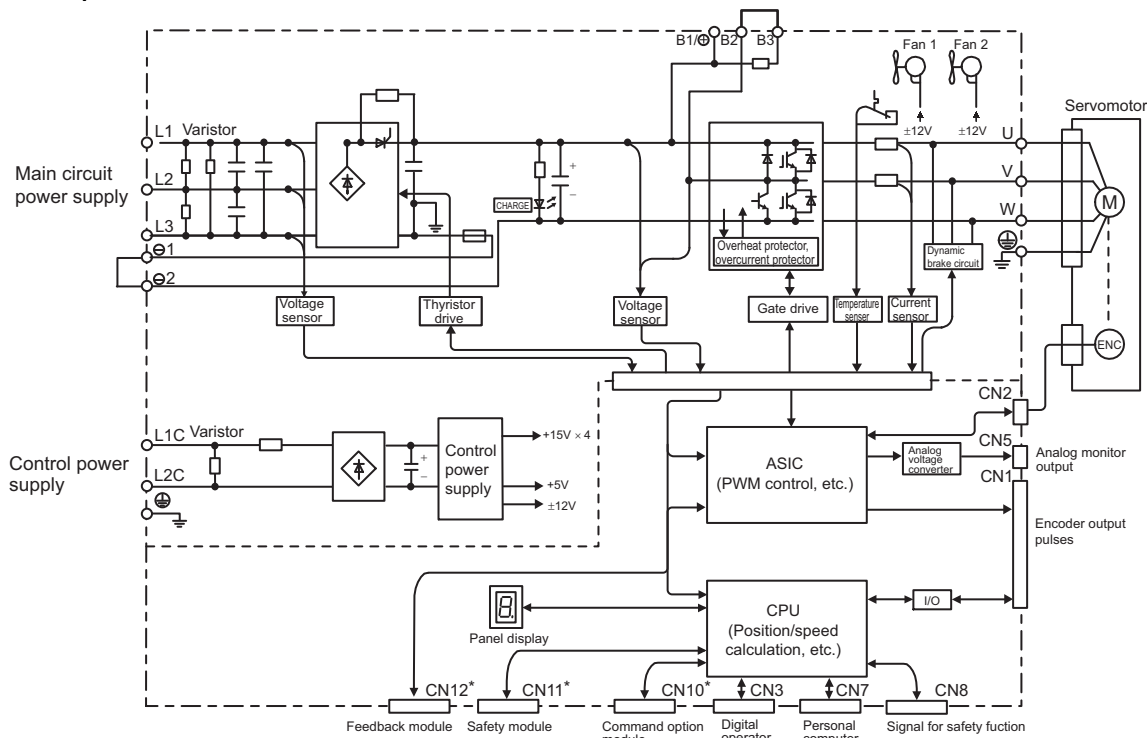 B1/⊕ B2 B3
Fan 1 Fan 2
±12V ±12V
Servomotor
L1 Varistor
U
Main circuit
power supply
L2
V
CHARGE
+
–
M
L3
W
⊖1
Overheat protector,
overcurrent protector
Dynamic
brake circuit
⊖2
Voltage
sensor
Thyristor
drive
Voltage
sensor
Gate drive
Temperature
senser
Current
sensor
ENC
CN2
L1C Varistor
+15V × 4
Control power
supply
+
–
Control
power
supply
ASIC
(PWM control, etc.)
Analog
voltage
converter
CN5
Analog monitor
output
L2C
+5V
CN1
±12V
Encoder output
pulses
8.
Panel display
CPU
(Position/speed
calculation, etc.)
I/O
CN12* CN11* CN10* CN3 CN7 CN8
Feedback module Safety module Command option Digital Personal Signal for safety fuction
operator computer